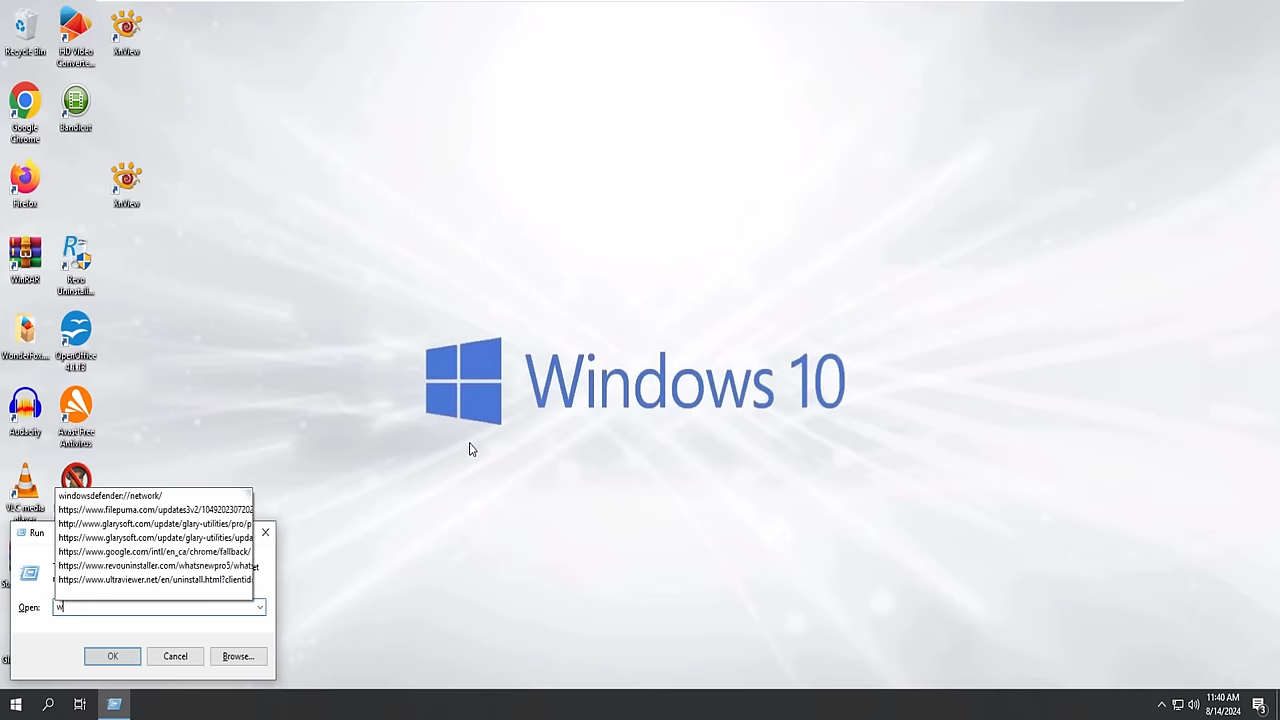 Recycle Bin
HD Video
Converte...
XnView
Google
Chrome
Bandicut
Firefox
XnView
WinRAR
Revo
Uninstall...
WonderFox...
OpenOffice
4.1.13
Audacity
Avast Free
Antivirus
VLC media
Windows 10
windowsdefender://network/
https://www.filepuma.com/updates3v2/1049202307202
http://www.glarysoft.com/update/glary-utilities/pro/p
https://www.glarysoft.com/update/glary-utilities/upda
https://www.google.com/intl/en_ca/chrome/fallback/
https://www.revouninstaller.com/whatsnewpro5/whats
https://www.ultraviewer.net/en/uninstall.html?clientid
Run
Open:
w
OK
Cancel
Browse...
11:40 AM
8/14/2024
3